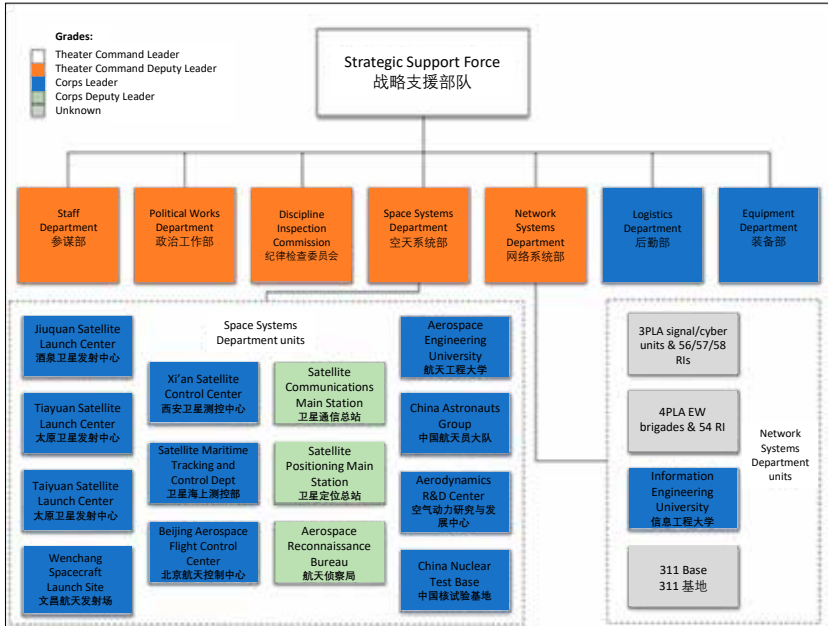 Grades:
Theater Command Leader
Theater Command Deputy Leader
Corps Leader
Corps Deputy Leader
Unknown
Strategic Support Force
战略支援部队
Staff
Department
参谋部
Political Works
Department
政治工作部
Discipline
Inspection
Commission
纪律检查委员会
Space Systems
Department
空天系统部
Network
Systems
Department
网络系统部
Logistics
Department
后勤部
Equipment
Department
装备部
Space Systems
Department units
Jiuquan Satellite
Launch Center
酒泉卫星发射中心
Tiayuan Satellite
Launch Center
太原卫星发射中心
Taiyuan Satellite
Launch Center
太原卫星发射中心
Wenchang
Spacecraft
Launch Site
文昌航天发射场
Xi'an Satellite
Control Center
西安卫星测控中心
Satellite Maritime
Tracking and
Control Dept
卫星海上测控部
Beijing Aerospace
Flight Control
Center
北京航天控制中心
Satellite
Communications
Main Station
卫星通信总站
Satellite
Positioning Main
Station
卫星定位总站
Aerospace
Reconnaissance
Bureau
航天侦察局
Aerospace
Engineering
University
航天工程大学
China Astronauts
Group
中国航天员大队
Aerodynamics
R&D Center
空气动力研究与发
展中心
China Nuclear
Test Base
中国核试验基地
3PLA signal/cyber
units & 56/57/58
RIs
4PLA EW
brigades & 54 RI
Information
Engineering
University
信息工程大学
311 Base
311 基地
Network
Systems
Department
units